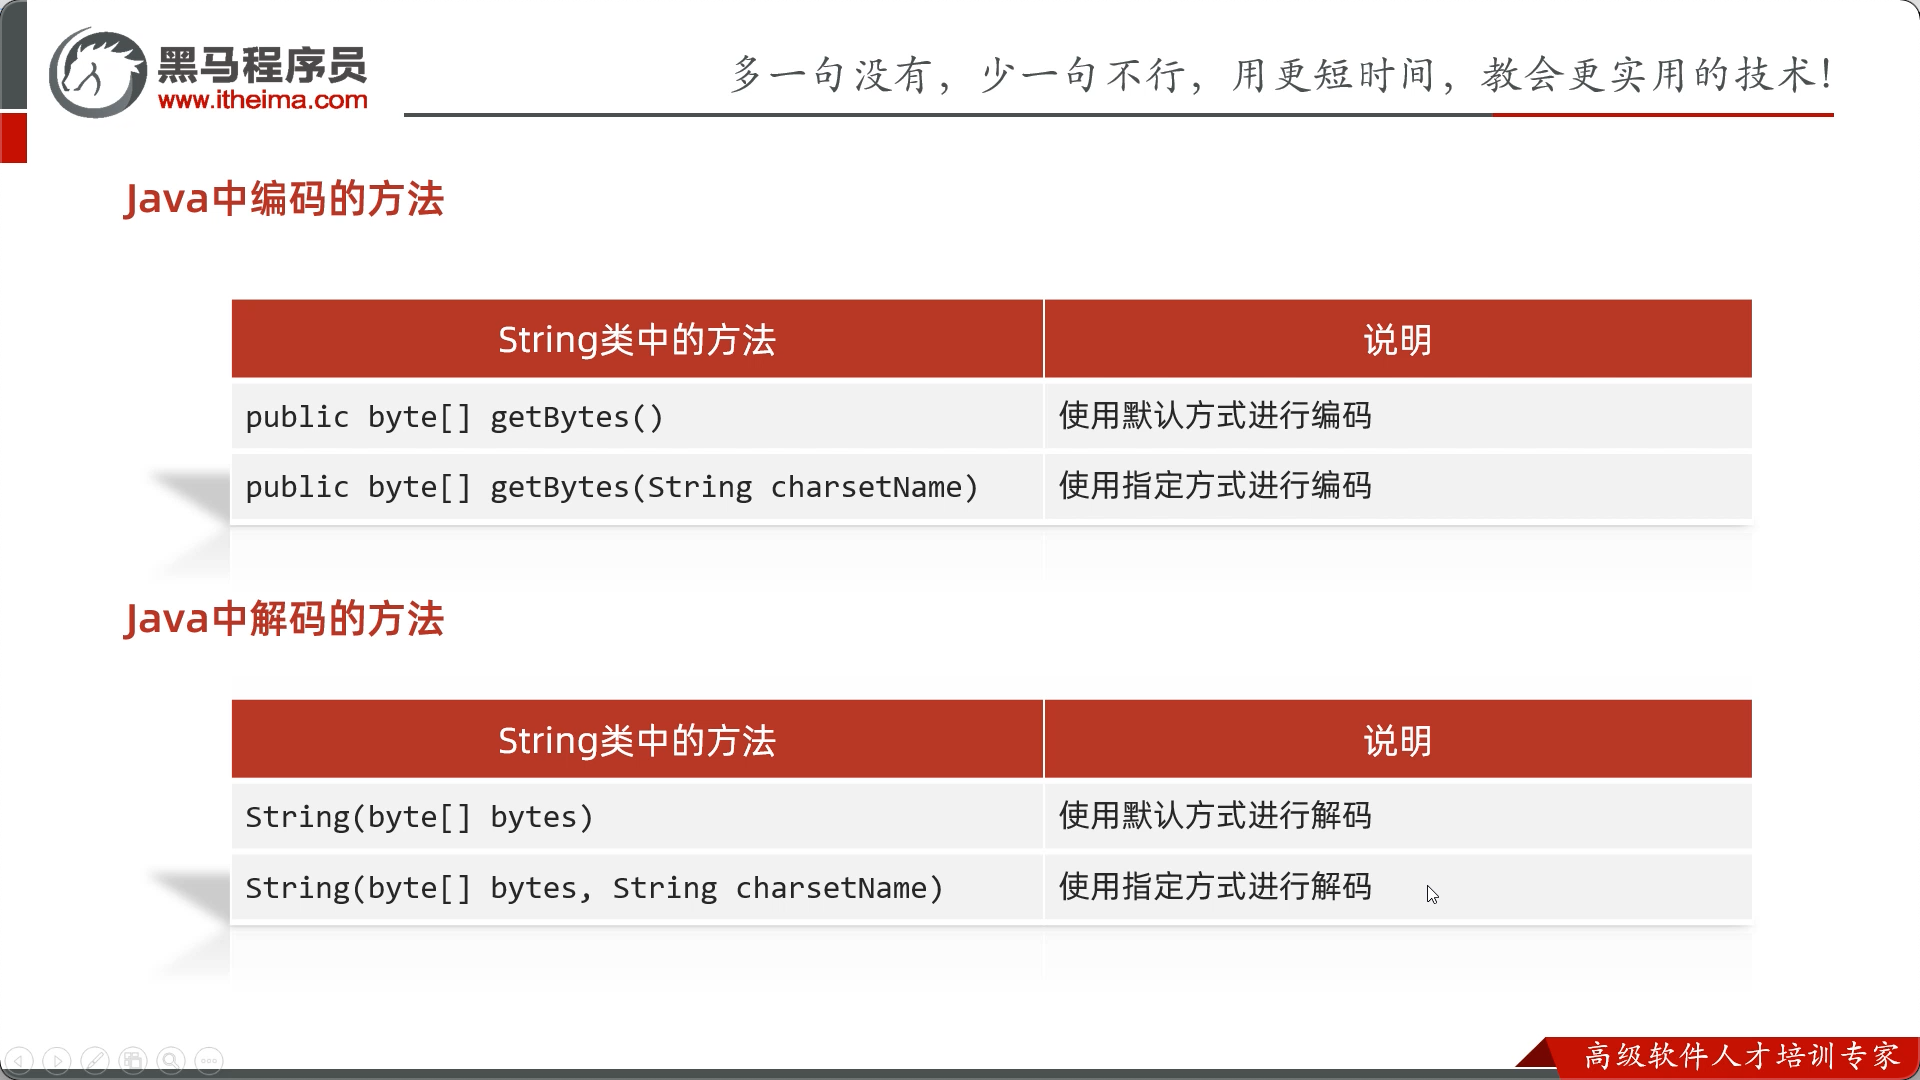 黑马程序员
www.itheima.com
多一句没有，少一句不行，用更短时间，教会更实用的技术！
Java中编码的方法
String类中的方法 说明
public byte[] getBytes() 使用默认方式进行编码
public byte[] getBytes(String charsetName) 使用指定方式进行编码
Java中解码的方法
String类中的方法 说明
String(byte[] bytes) 使用默认方式进行解码
String(byte[] bytes, String charsetName) 使用指定方式进行解码
高级软件人才培训专家